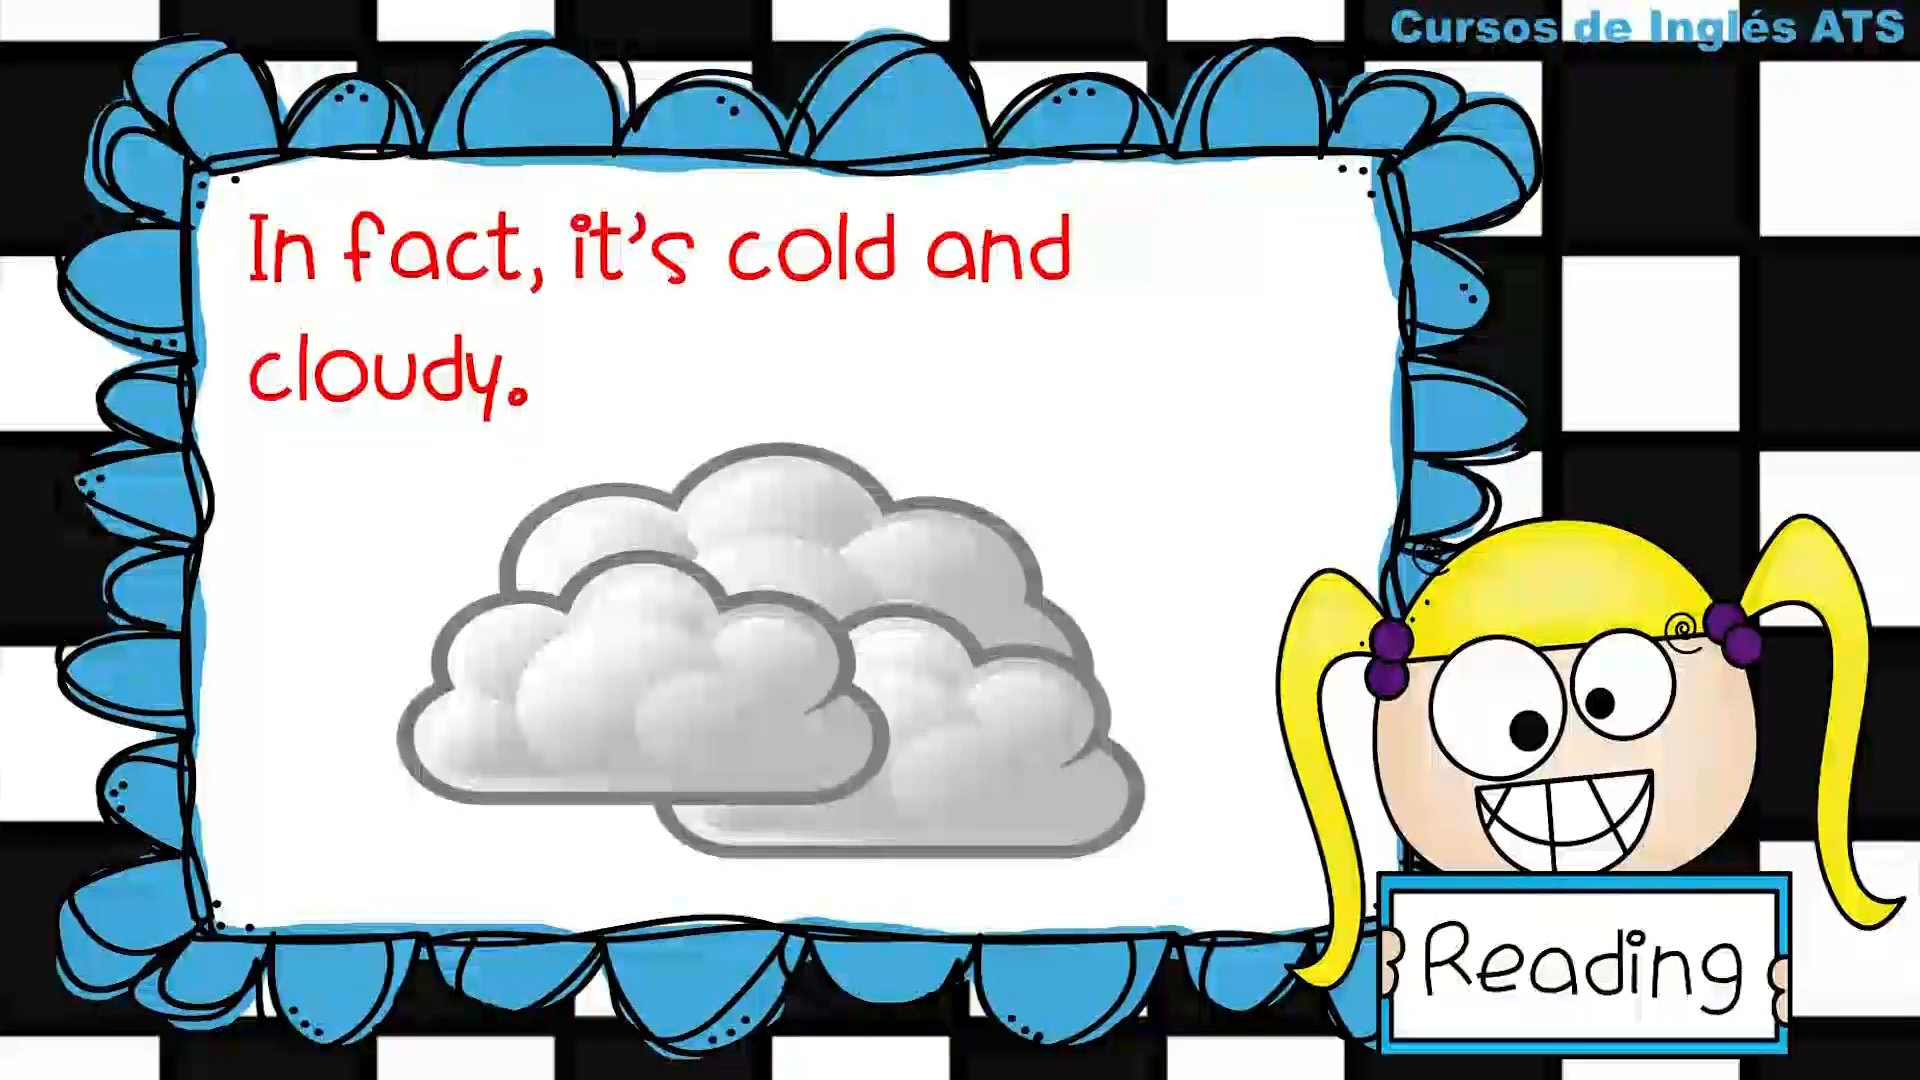 Cursos de Inglés ATS
In fact, it's cold and
cloudy.
Reading